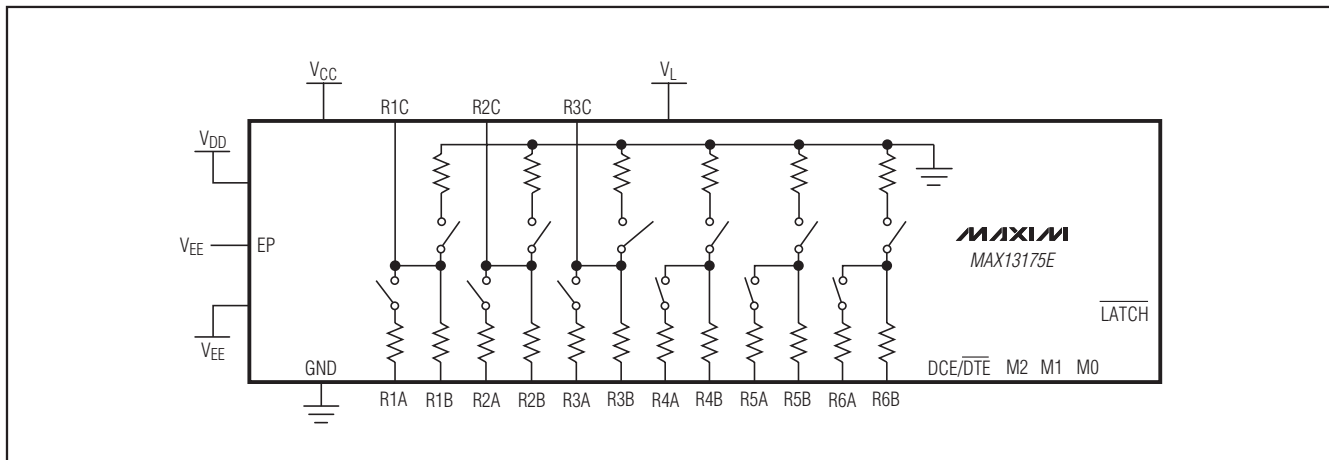 VCC
VL
R1C R2C R3C
VDD
VEE EP
MAXIM
MAX13175E
LATCH
VEE
GND
DCE/DTE M2 M1 M0
R1A R1B R2A R2B R3A R3B R4A R4B R5A R5B R6A R6B